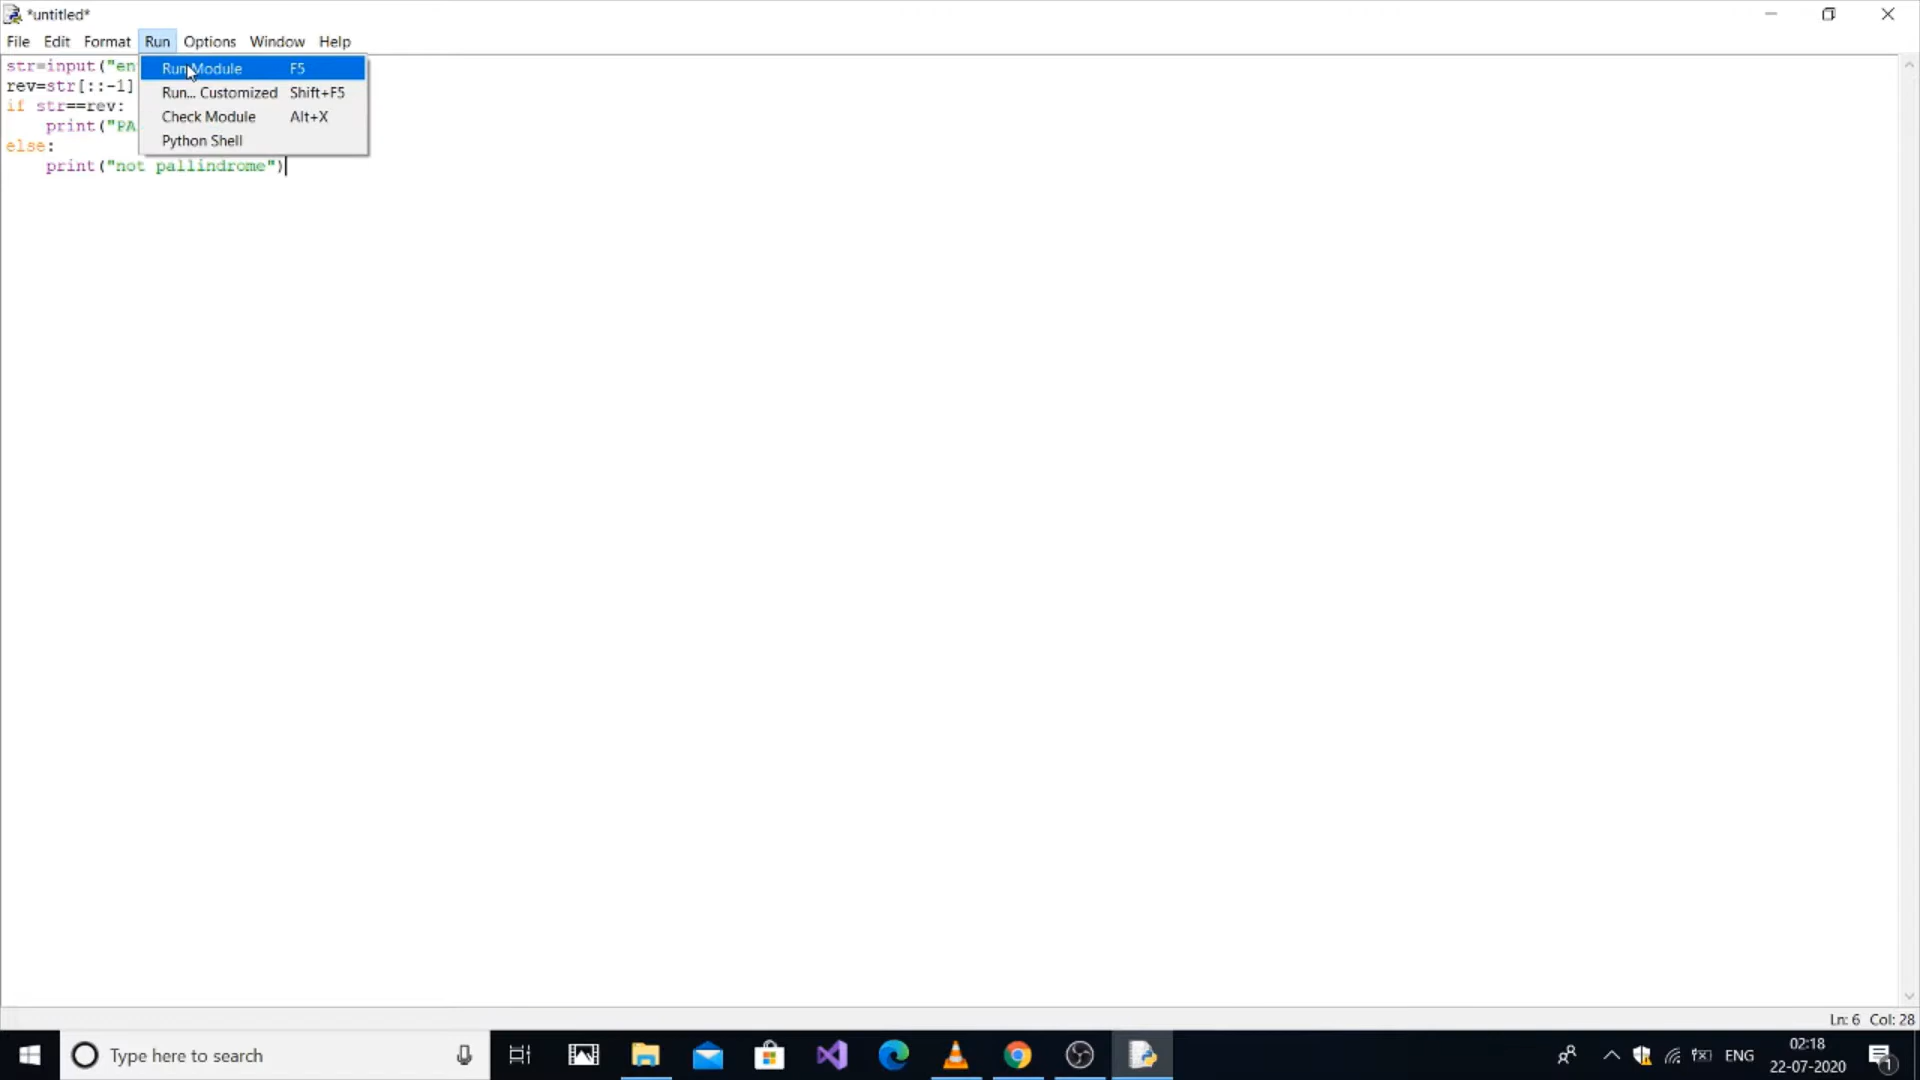 *untitled*
File Edit Format Run Options Window Help
str=input("en
rev=str[::-1]
if str==rev:
print("PA
else:
print("not pallindrome")
Run Module F5
Run... Customized Shift+F5
Check Module Alt+X
Python Shell
Ln: 6 Col: 28
Type here to search
ENG
02:18
22-07-2020
1